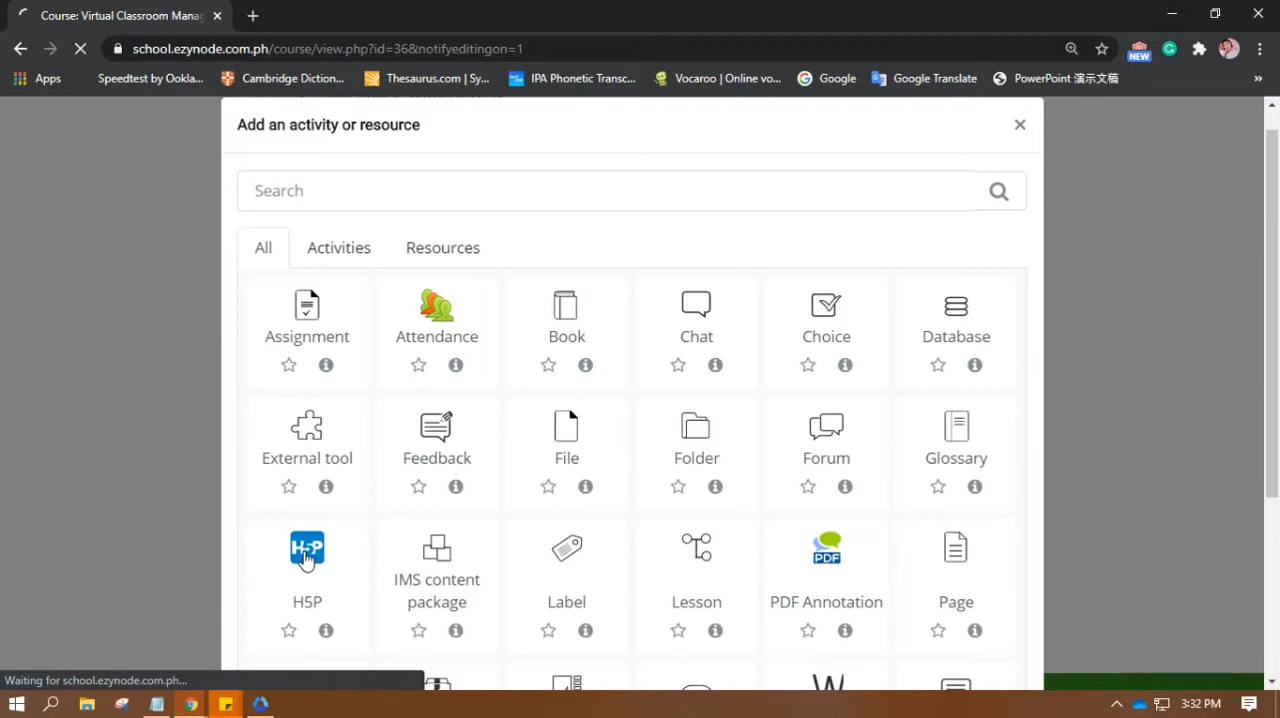 Course: Virtual Classroom Mana
school.ezynode.com.ph/course/view.php?id=36&notifyeditingon=1
NEW
Apps Speedtest by Ookla... Cambridge Diction... Thesaurus.com | Sy... IPA Phonetic Transc... Vocaroo | Online vo... Google Google Translate PowerPoint 演示文稿
Add an activity or resource
Search
All Activities Resources
Assignment Attendance Book Chat Choice Database
External tool Feedback File Folder Forum Glossary
H5P
PDF
IMS content
package
H5P Label Lesson PDF Annotation Page
W
Waiting for school.ezynode.com.ph...
3:32 PM